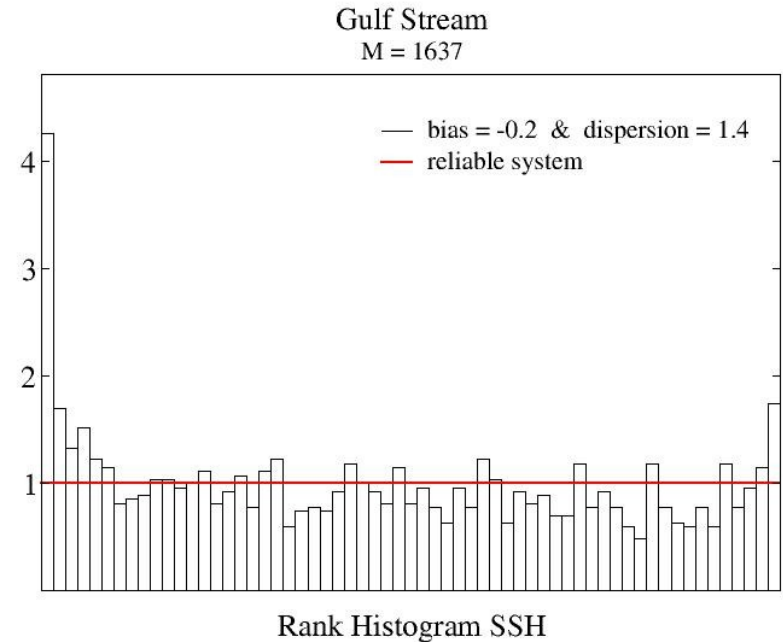 Gulf Stream
M = 1637
bias = -0.2 & dispersion = 1.4
reliable system
4
3
2
1
Rank Histogram SSH